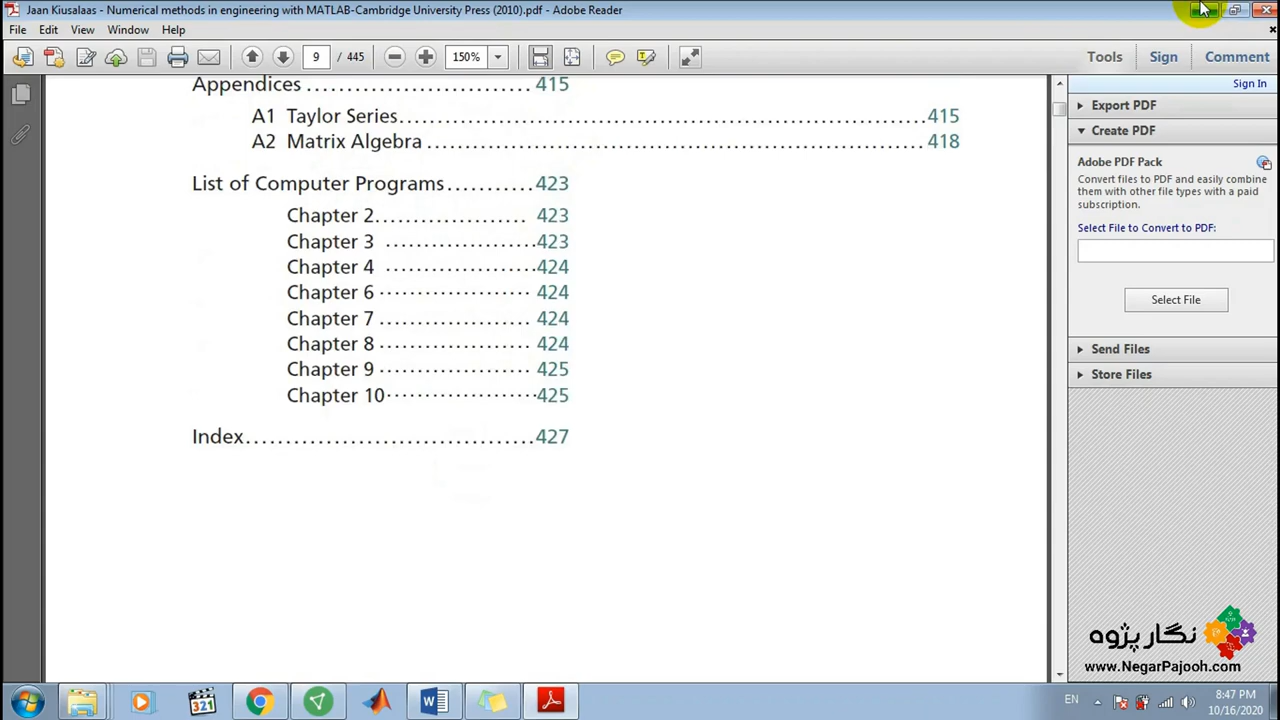 Jaan Kiusalaas - Numerical methods in engineering with MATLAB-Cambridge University Press (2010).pdf - Adobe Reader
File Edit View Window Help
9 / 445 150% Tools Sign Comment
Sign In
Export PDF
Create PDF
Adobe PDF Pack
Convert files to PDF and easily combine
them with other file types with a paid
subscription.
Select File to Convert to PDF:
Select File
Send Files
Store Files
Appendices ............................ 415
A1 Taylor Series.................................................................. 415
A2 Matrix Algebra .............................................................. 418
List of Computer Programs........... 423
Chapter 2................... 423
Chapter 3 ...................423
Chapter 4 ...................424
Chapter 6 ................... 424
Chapter 7 ................... 424
Chapter 8 ................... 424
Chapter 9 ................... 425
Chapter 10...................425
Index....................................427
نگار پژوه
www.NegarPajooh.com
321
EN
8:47 PM
10/16/2020